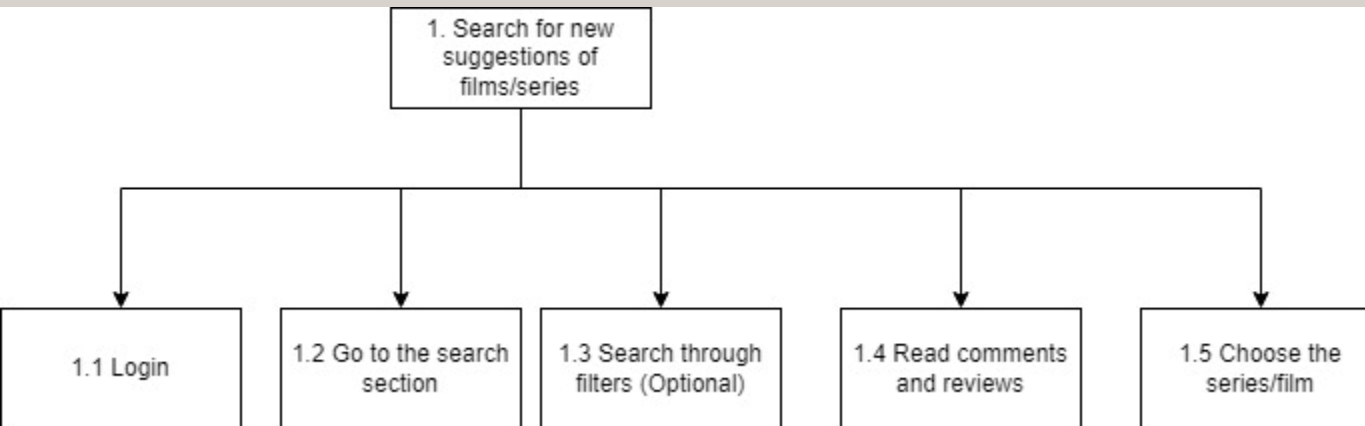 1. Search for new
suggestions of
films/series
1.1 Login
1.2 Go to the search
section
1.3 Search through
filters (Optional)
1.4 Read comments
and reviews
1.5 Choose the
series/film